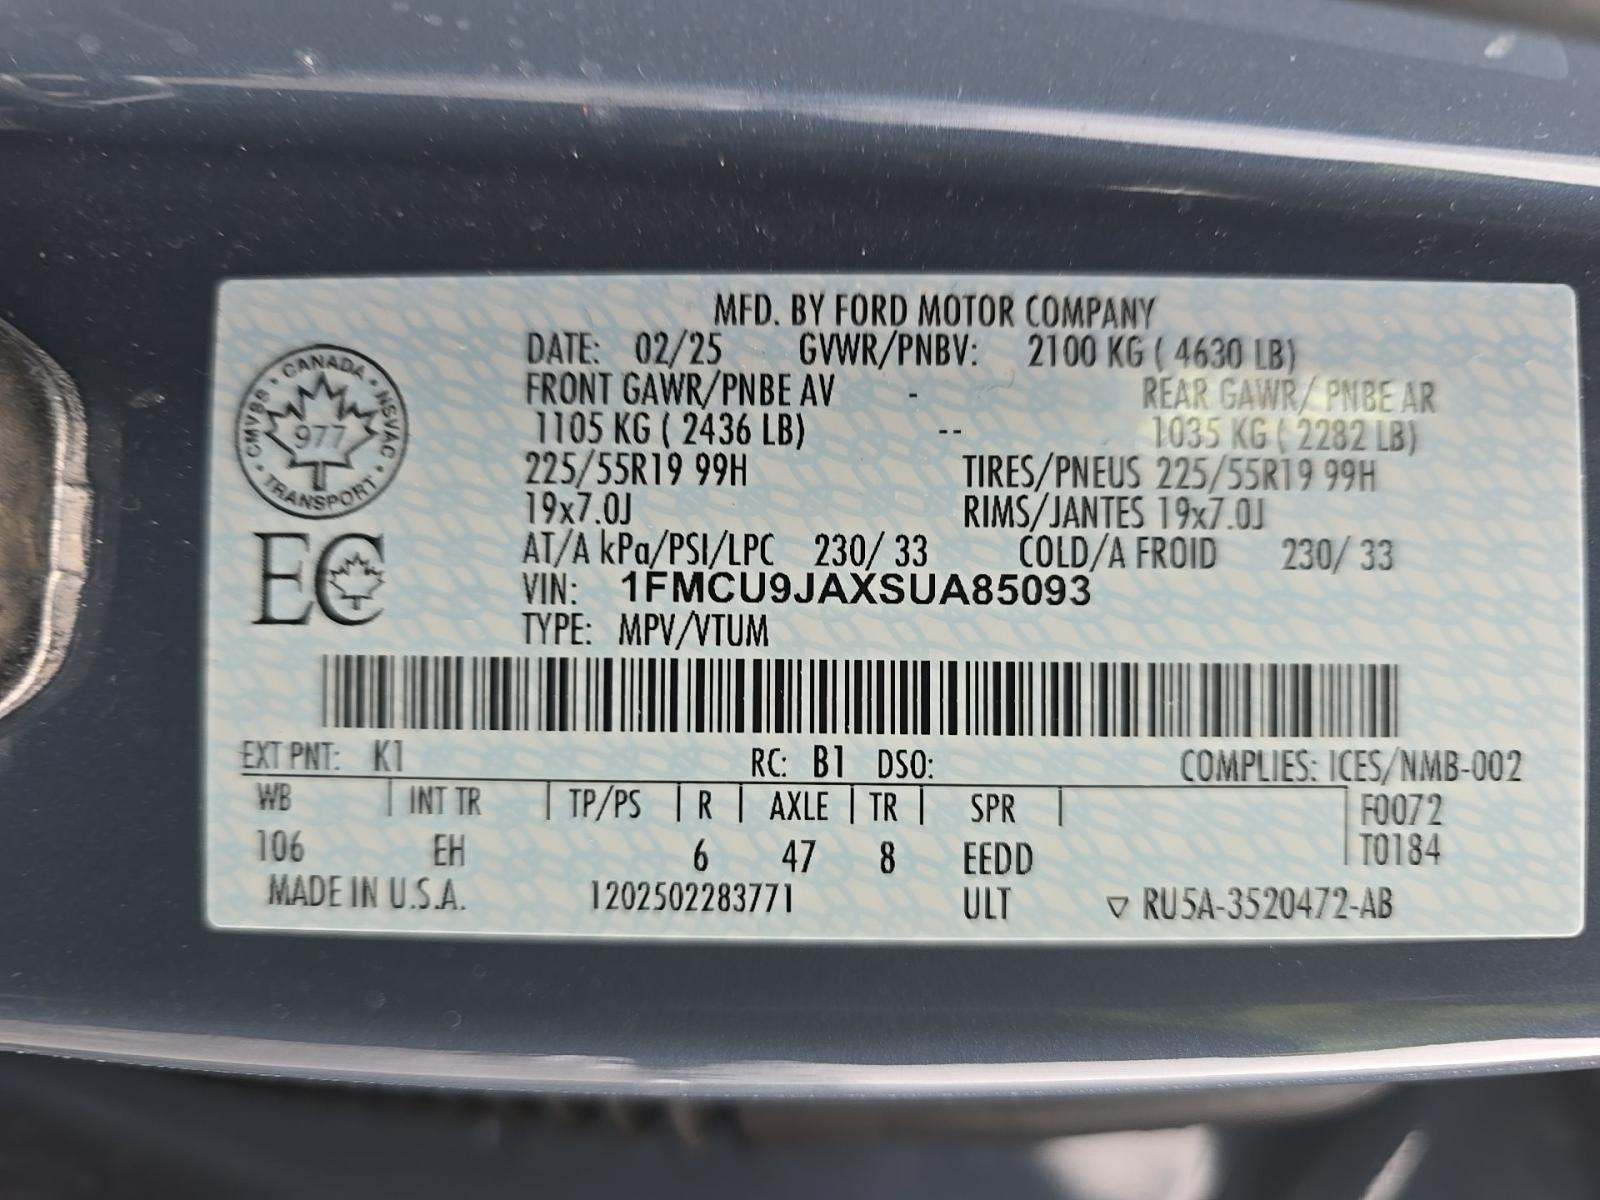 MFD. BY FORD MOTOR COMPANY
DATE: 02/25 GVWR/PNBV: 2100 KG ( 4630 LB)
FRONT GAWR/PNBE AV - REAR GAWR/ PNBE AR
1105 KG ( 2436 LB) -- 1035 KG ( 2282 LB)
225/55R19 99H TIRES/PNEUS 225/55R19 99H
19x7.0J RIMS/JANTES 19x7.0J
AT/A kPa/PSI/LPC 230/ 33 COLD/A FROID 230/ 33
VIN: 1FMCU9JAXSUA85093
TYPE: MPV/VTUM
CANADA • NSVAC • TRANSPORT • CMVSS •
977
EC
EXT PNT: K1 RC: B1 DSO: COMPLIES: ICES/NMB-002
WB | INT TR | TP/PS | R | AXLE | TR | SPR | | F0072
106 EH 6 47 8 EEDD | T0184
MADE IN U.S.A. 1202502283771 ULT ▽ RU5A-3520472-AB